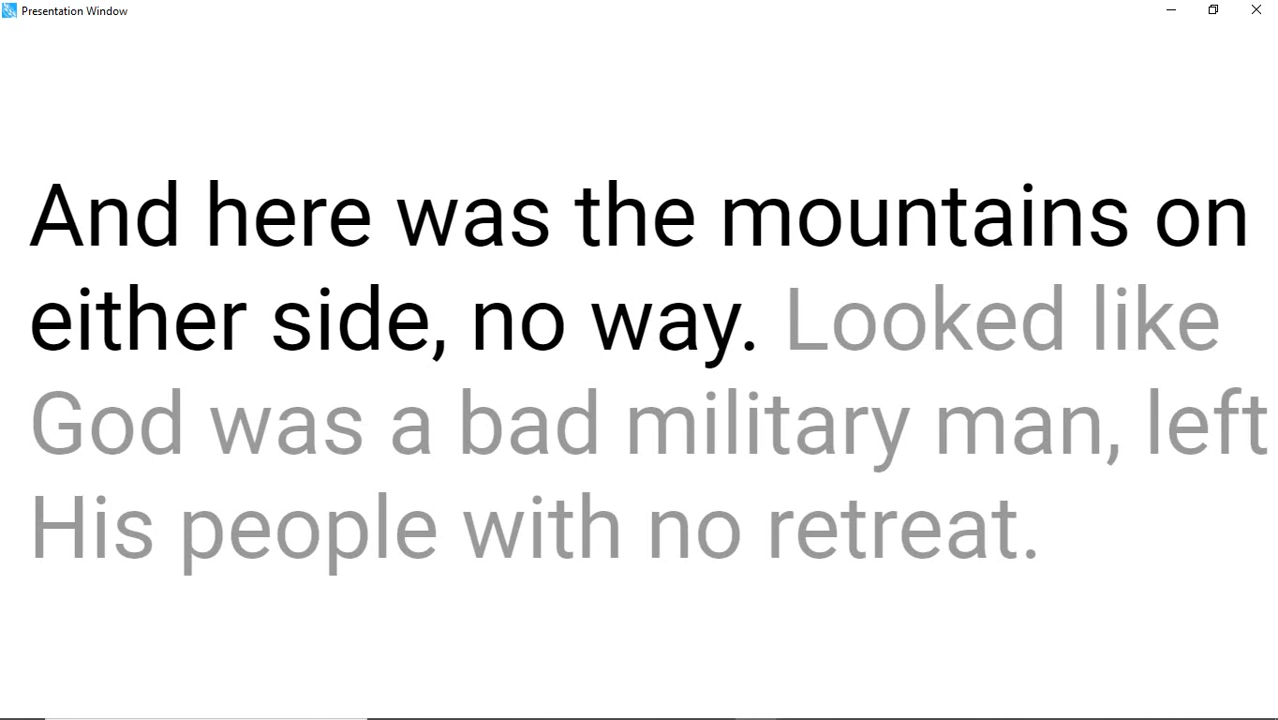 Presentation Window
And here was the mountains on
either side, no way. Looked like
God was a bad military man, left
His people with no retreat.